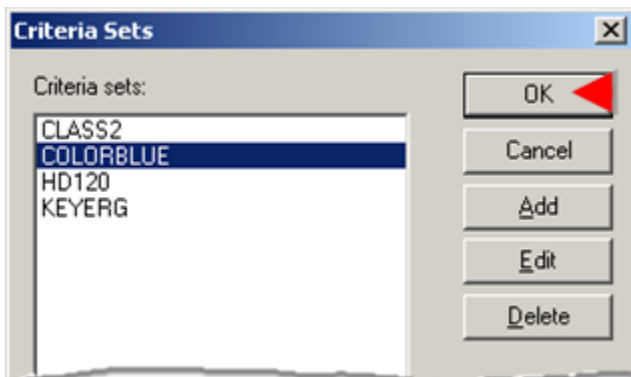 Criteria Sets
Criteria sets:
CLASS2
COLORBLUE
HD120
KEYERG
OK
Cancel
Add
Edit
Delete